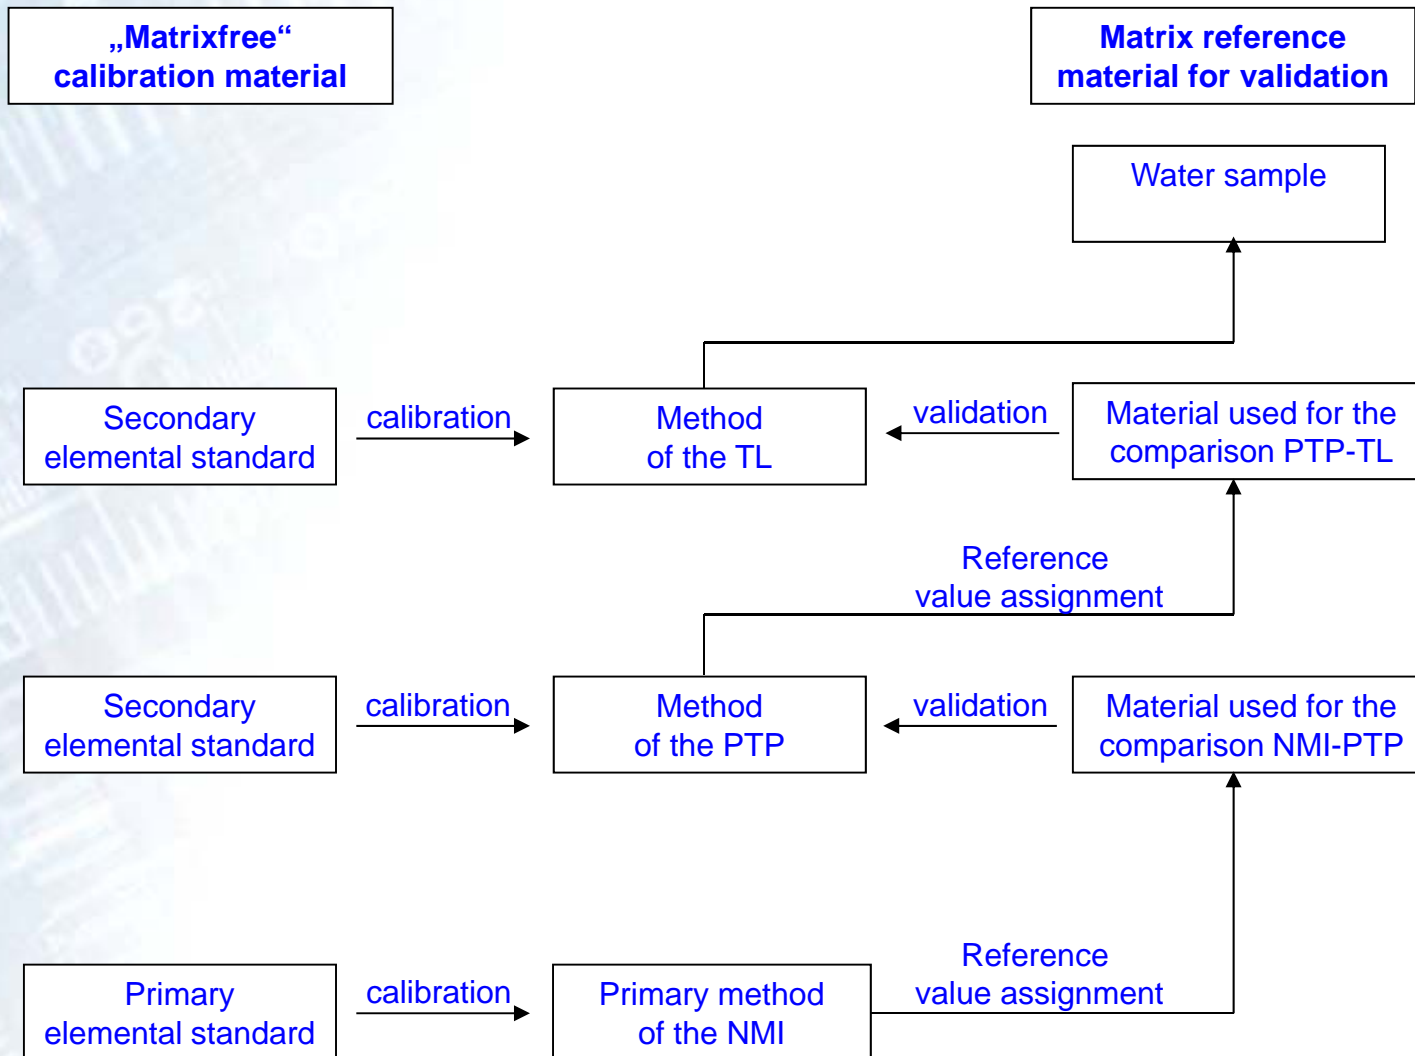 „Matrixfree“
calibration material
Matrix reference
material for validation
Water sample
Secondary
elemental standard
calibration
Method
of the TL
validation
Material used for the
comparison PTP-TL
Reference
value assignment
Secondary
elemental standard
calibration
Method
of the PTP
validation
Material used for the
comparison NMI-PTP
Reference
value assignment
Primary
elemental standard
calibration
Primary method
of the NMI